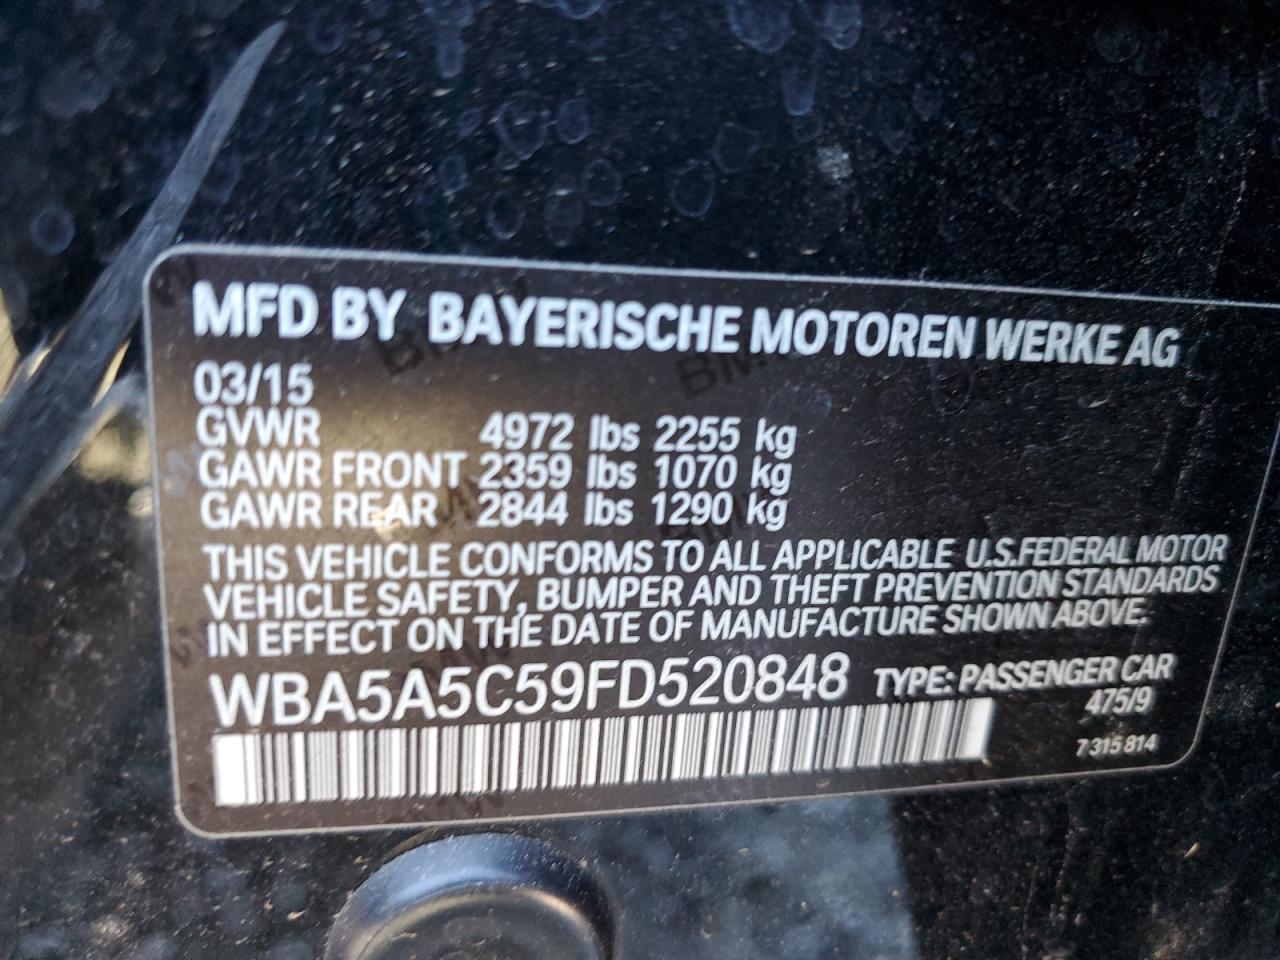 MFD BY BAYERISCHE MOTOREN WERKE AG
03/15
GVWR 4972 lbs 2255 kg
GAWR FRONT 2359 lbs 1070 kg
GAWR REAR 2844 lbs 1290 kg
THIS VEHICLE CONFORMS TO ALL APPLICABLE U.S.FEDERAL MOTOR
VEHICLE SAFETY, BUMPER AND THEFT PREVENTION STANDARDS
IN EFFECT ON THE DATE OF MANUFACTURE SHOWN ABOVE.
WBA5A5C59FD520848 TYPE: PASSENGER CAR
475/9
7 315 814